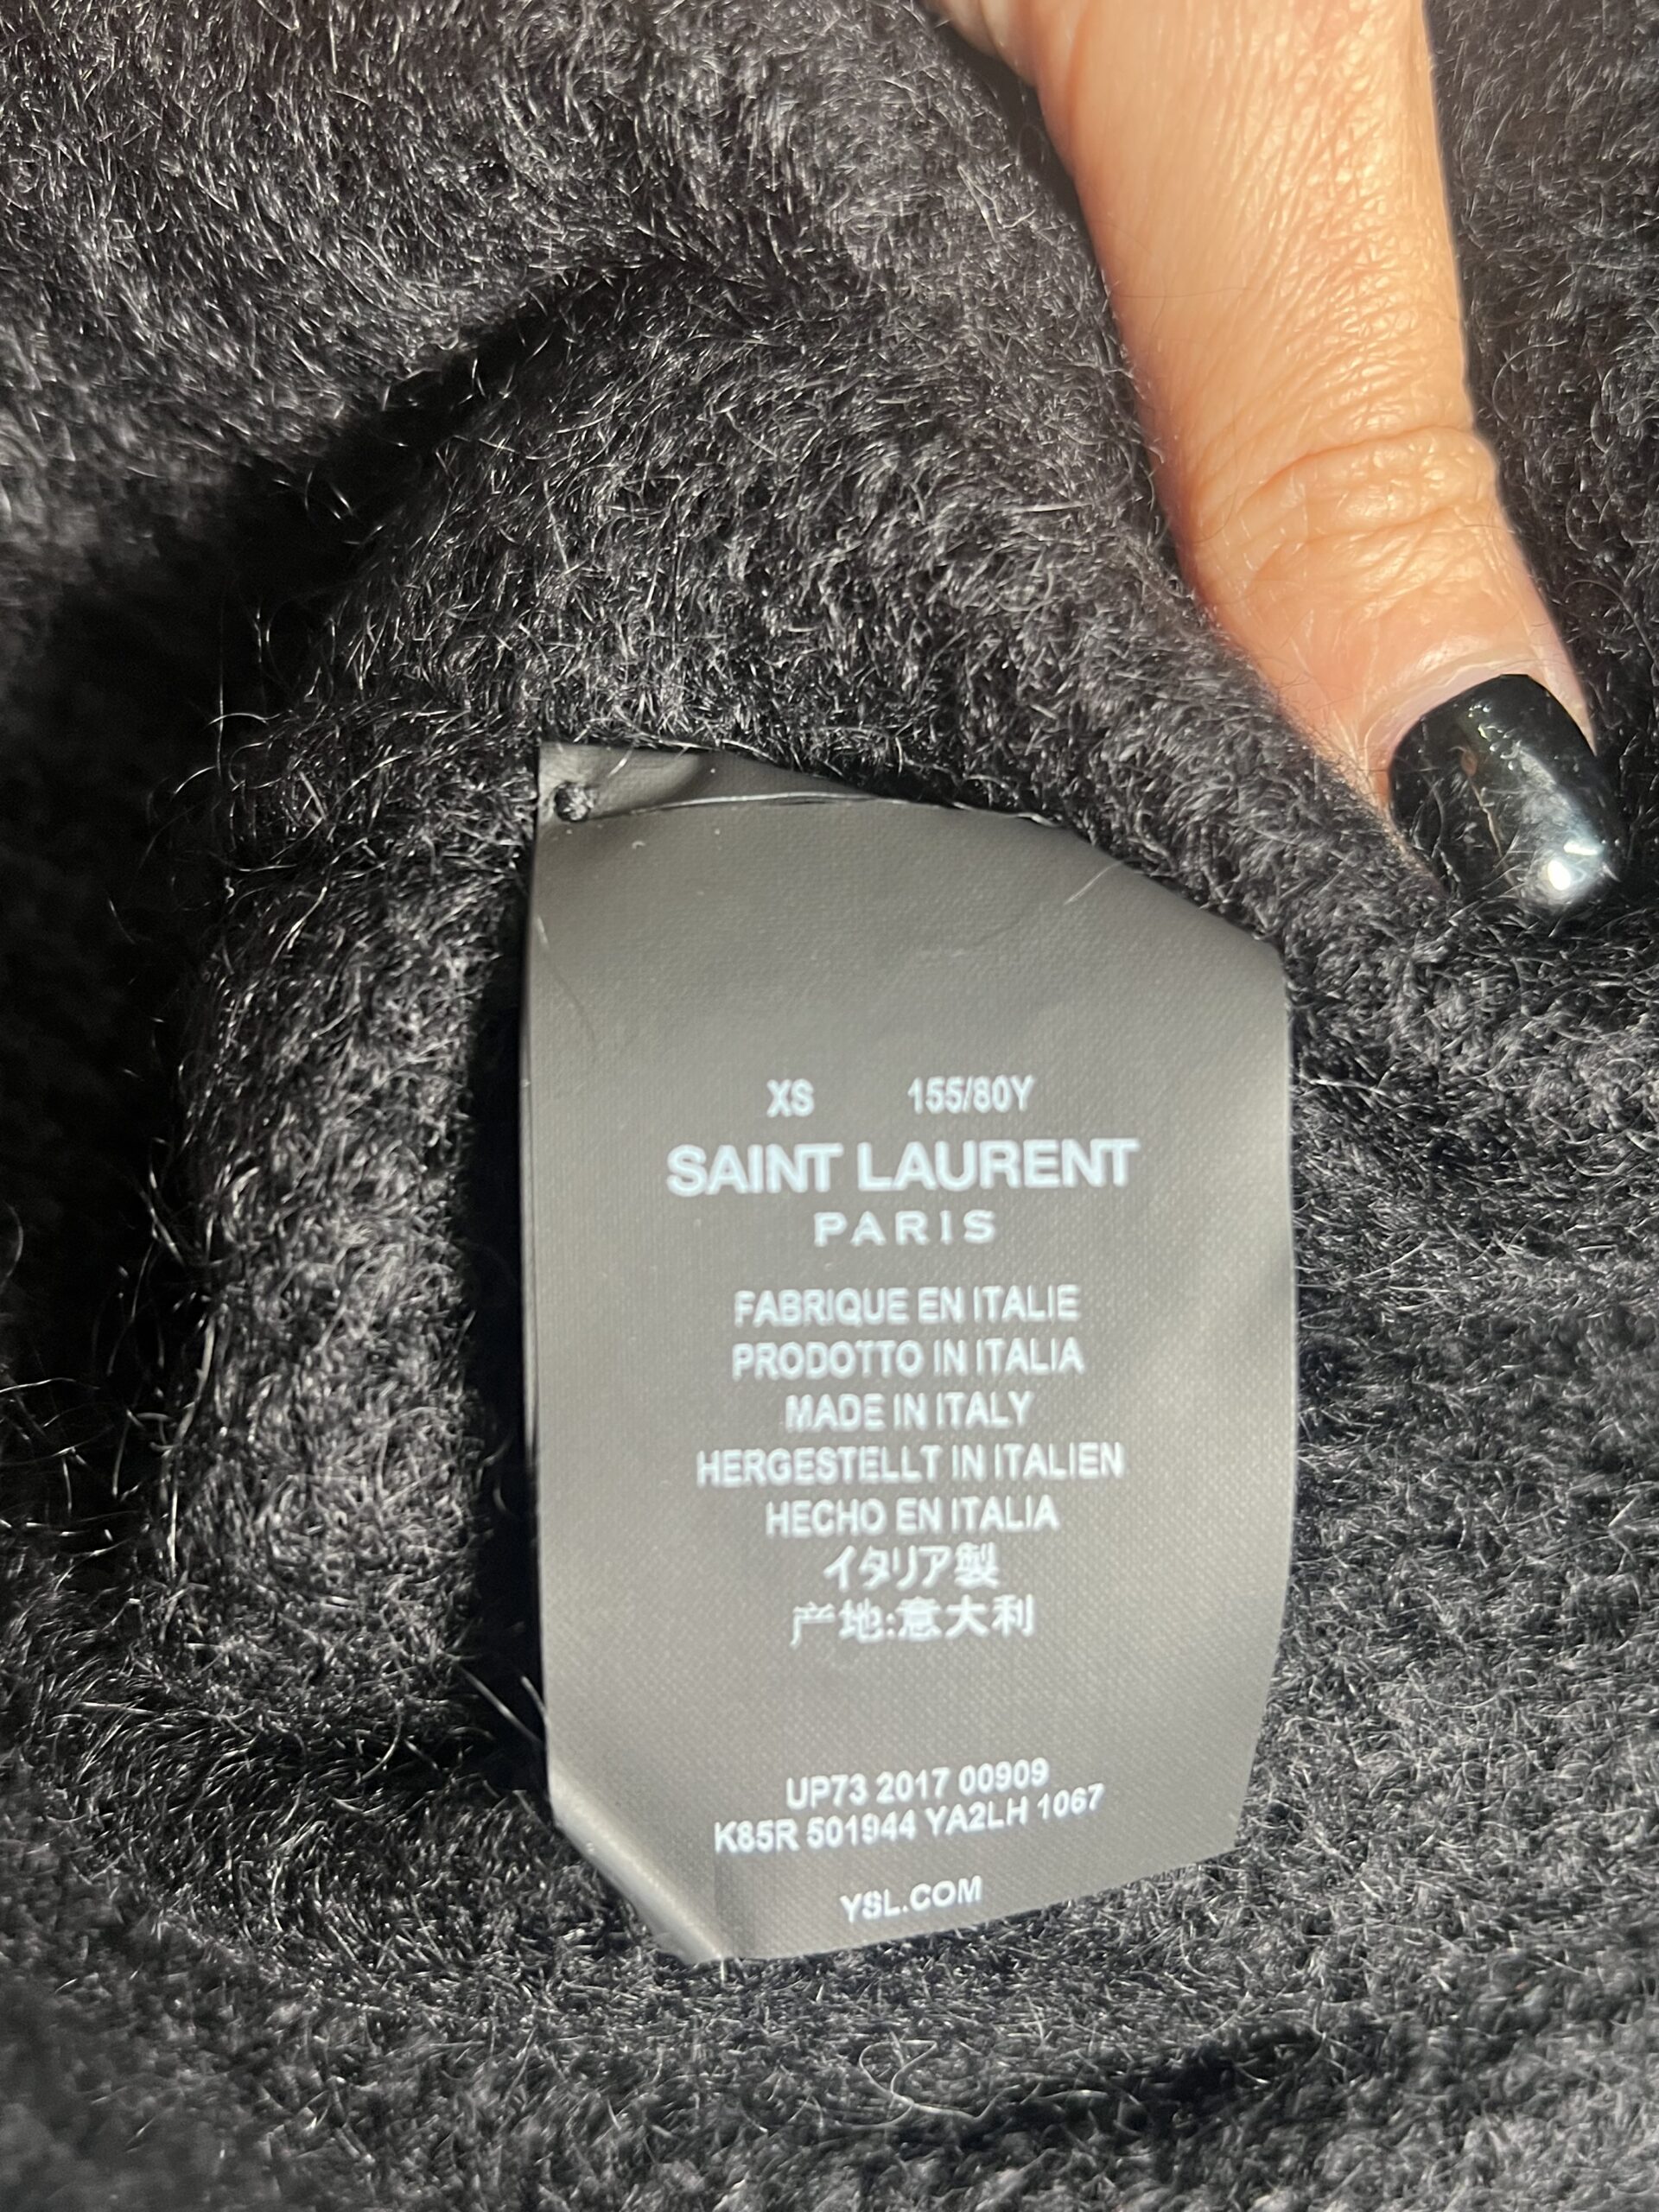 XS 155/80Y
SAINT LAURENT
PARIS
FABRIQUE EN ITALIE
PRODOTTO IN ITALIA
MADE IN ITALY
HERGESTELLT IN ITALIEN
HECHO EN ITALIA
イタリア製
产地:意大利
UP73 2017 00909
K85R 501944 YA2LH 1067
YSL.COM